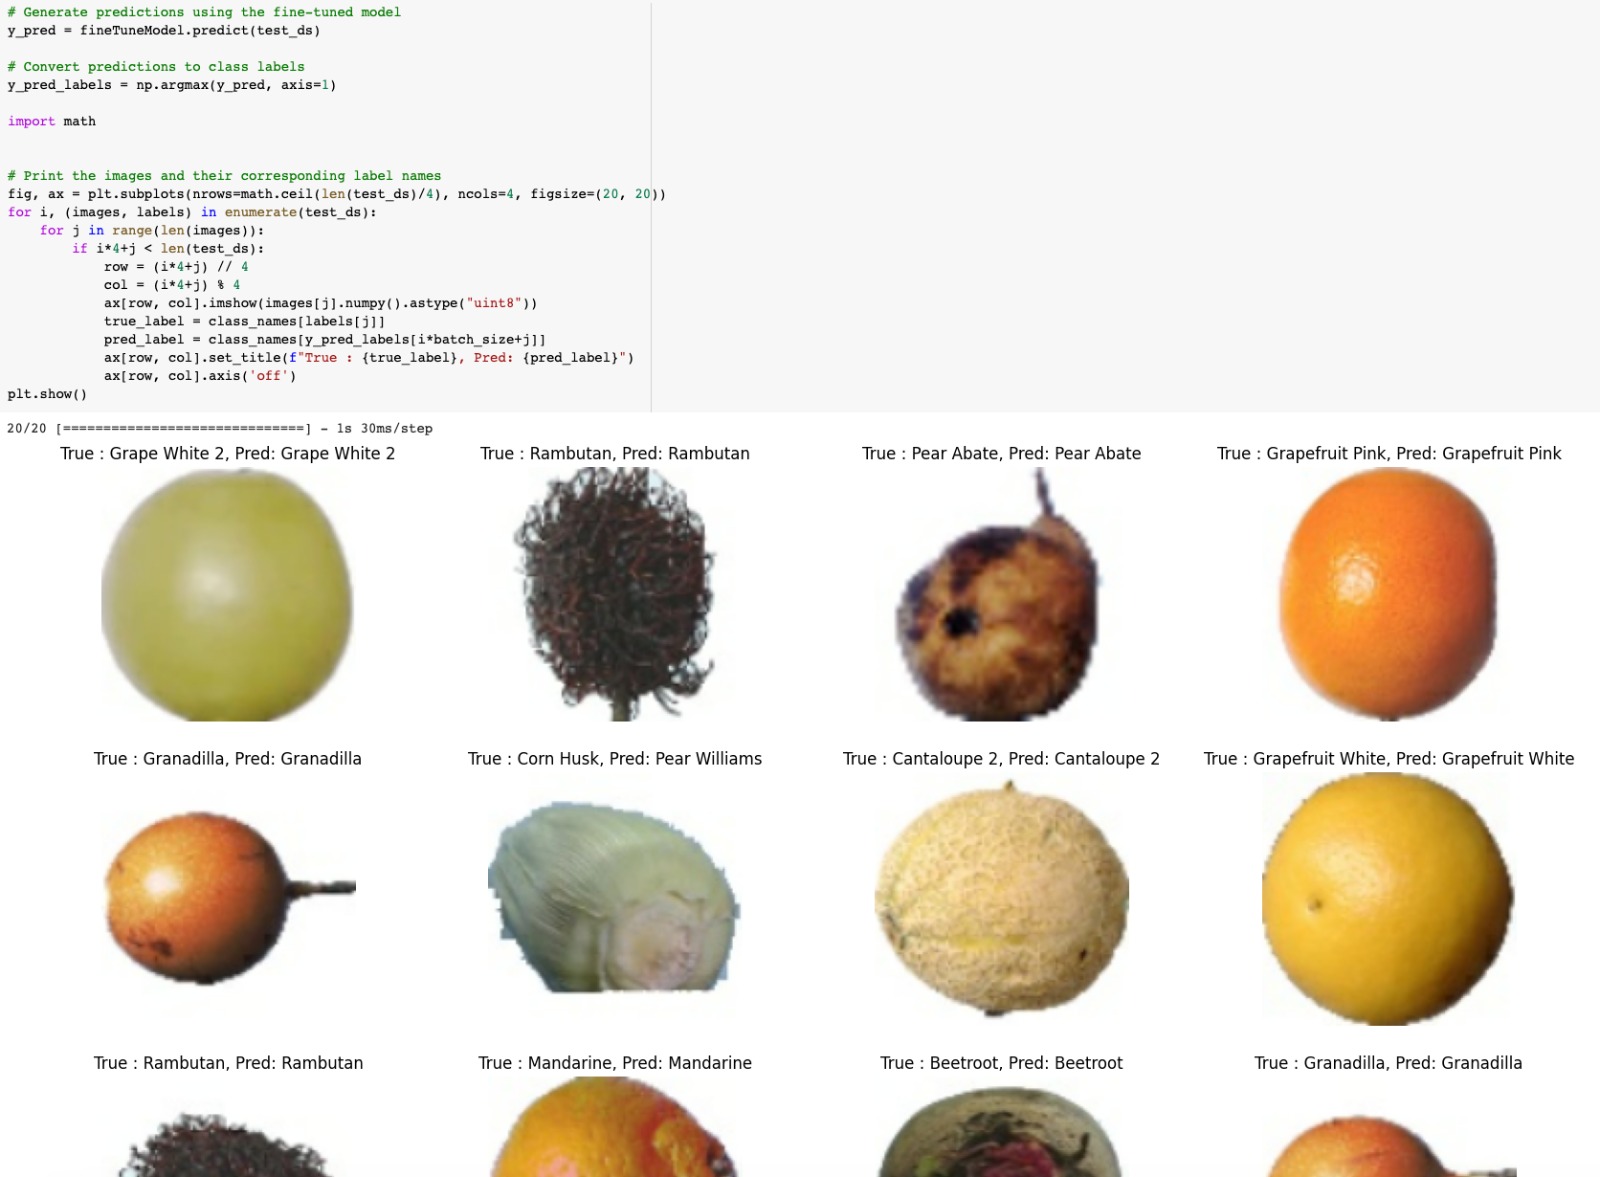 # Generate predictions using the fine-tuned model
y_pred = fineTuneModel.predict(test_ds)
# Convert predictions to class labels
y_pred_labels = np.argmax(y_pred, axis=1)
import math
# Print the images and their corresponding label names
fig, ax = plt.subplots(nrows=math.ceil(len(test_ds)/4), ncols=4, figsize=(20, 20))
for i, (images, labels) in enumerate(test_ds):
    for j in range(len(images)):
        if i*4+j < len(test_ds):
            row = (i*4+j) // 4
            col = (i*4+j) % 4
            ax[row, col].imshow(images[j].numpy().astype("uint8"))
            true_label = class_names[labels[j]]
            pred_label = class_names[y_pred_labels[i*batch_size+j]]
            ax[row, col].set_title(f"True : {true_label}, Pred: {pred_label}")
            ax[row, col].axis('off')
plt.show()
20/20 [==============================] - 1s 30ms/step
True : Grape White 2, Pred: Grape White 2
True : Rambutan, Pred: Rambutan
True : Pear Abate, Pred: Pear Abate
True : Grapefruit Pink, Pred: Grapefruit Pink
True : Granadilla, Pred: Granadilla
True : Corn Husk, Pred: Pear Williams
True : Cantaloupe 2, Pred: Cantaloupe 2
True : Grapefruit White, Pred: Grapefruit White
True : Rambutan, Pred: Rambutan
True : Mandarine, Pred: Mandarine
True : Beetroot, Pred: Beetroot
True : Granadilla, Pred: Granadilla